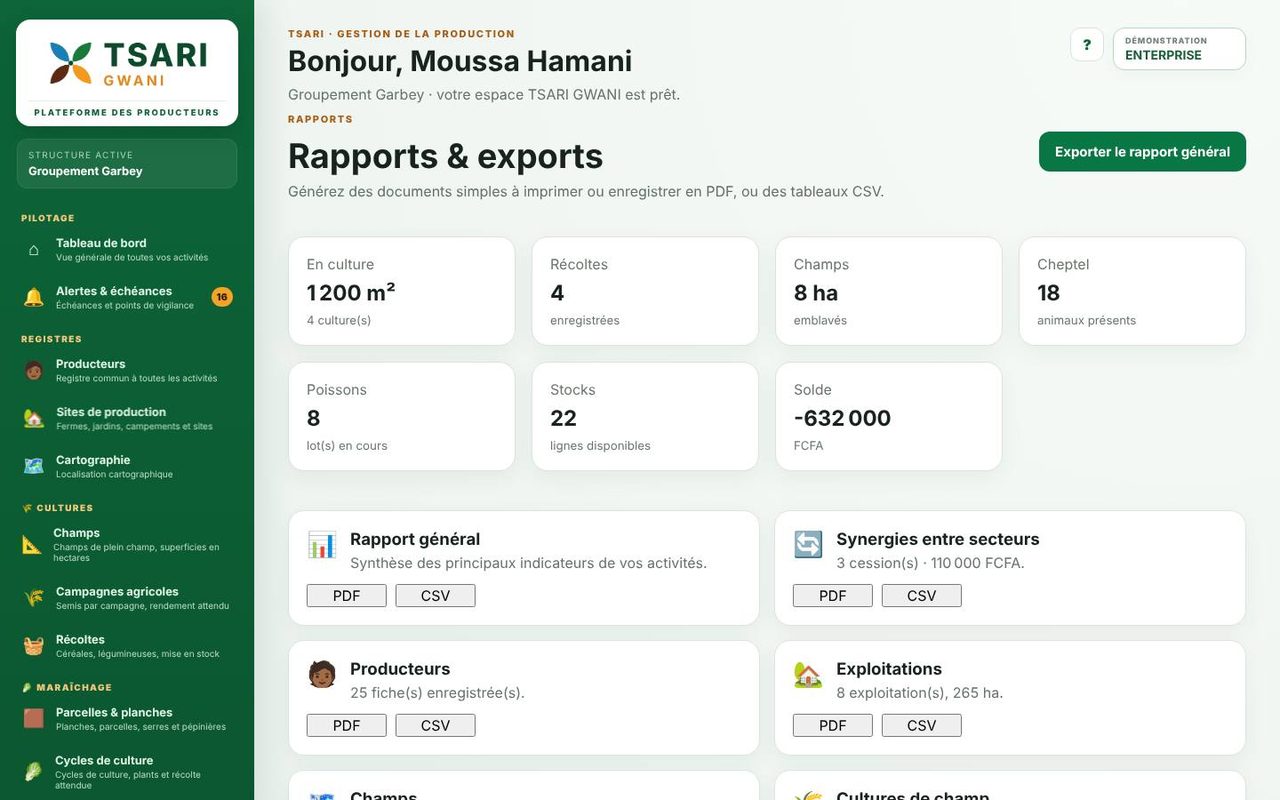 TSARI
GWANI
PLATEFORME DES PRODUCTEURS
STRUCTURE ACTIVE
Groupement Garbey
PILOTAGE
Tableau de bord
Vue générale de toutes vos activités
Alertes & échéances
Échéances et points de vigilance
16
REGISTRES
Producteurs
Registre commun à toutes les activités
Sites de production
Fermes, jardins, campements et sites
Cartographie
Localisation cartographique
CULTURES
Champs
Champs de plein champ, superficies en
hectares
Campagnes agricoles
Semis par campagne, rendement attendu
Récoltes
Céréales, légumineuses, mise en stock
MARAÎCHAGE
Parcelles & planches
Planches, parcelles, serres et pépinières
Cycles de culture
Cycles de culture, plants et récolte
attendue
TSARI · GESTION DE LA PRODUCTION
Bonjour, Moussa Hamani
Groupement Garbey · votre espace TSARI GWANI est prêt.
?
DÉMONSTRATION
ENTERPRISE
RAPPORTS
Rapports & exports
Générez des documents simples à imprimer ou enregistrer en PDF, ou des tableaux CSV.
Exporter le rapport général
En culture
1 200 m²
4 culture(s)
Récoltes
4
enregistrées
Champs
8 ha
emblavés
Cheptel
18
animaux présents
Poissons
8
lot(s) en cours
Stocks
22
lignes disponibles
Solde
-632 000
FCFA
Rapport général
Synthèse des principaux indicateurs de vos activités.
PDF CSV
Synergies entre secteurs
3 cession(s) · 110 000 FCFA.
PDF CSV
Producteurs
25 fiche(s) enregistrée(s).
PDF CSV
Exploitations
8 exploitation(s), 265 ha.
PDF CSV
Champs
Cultures de champ